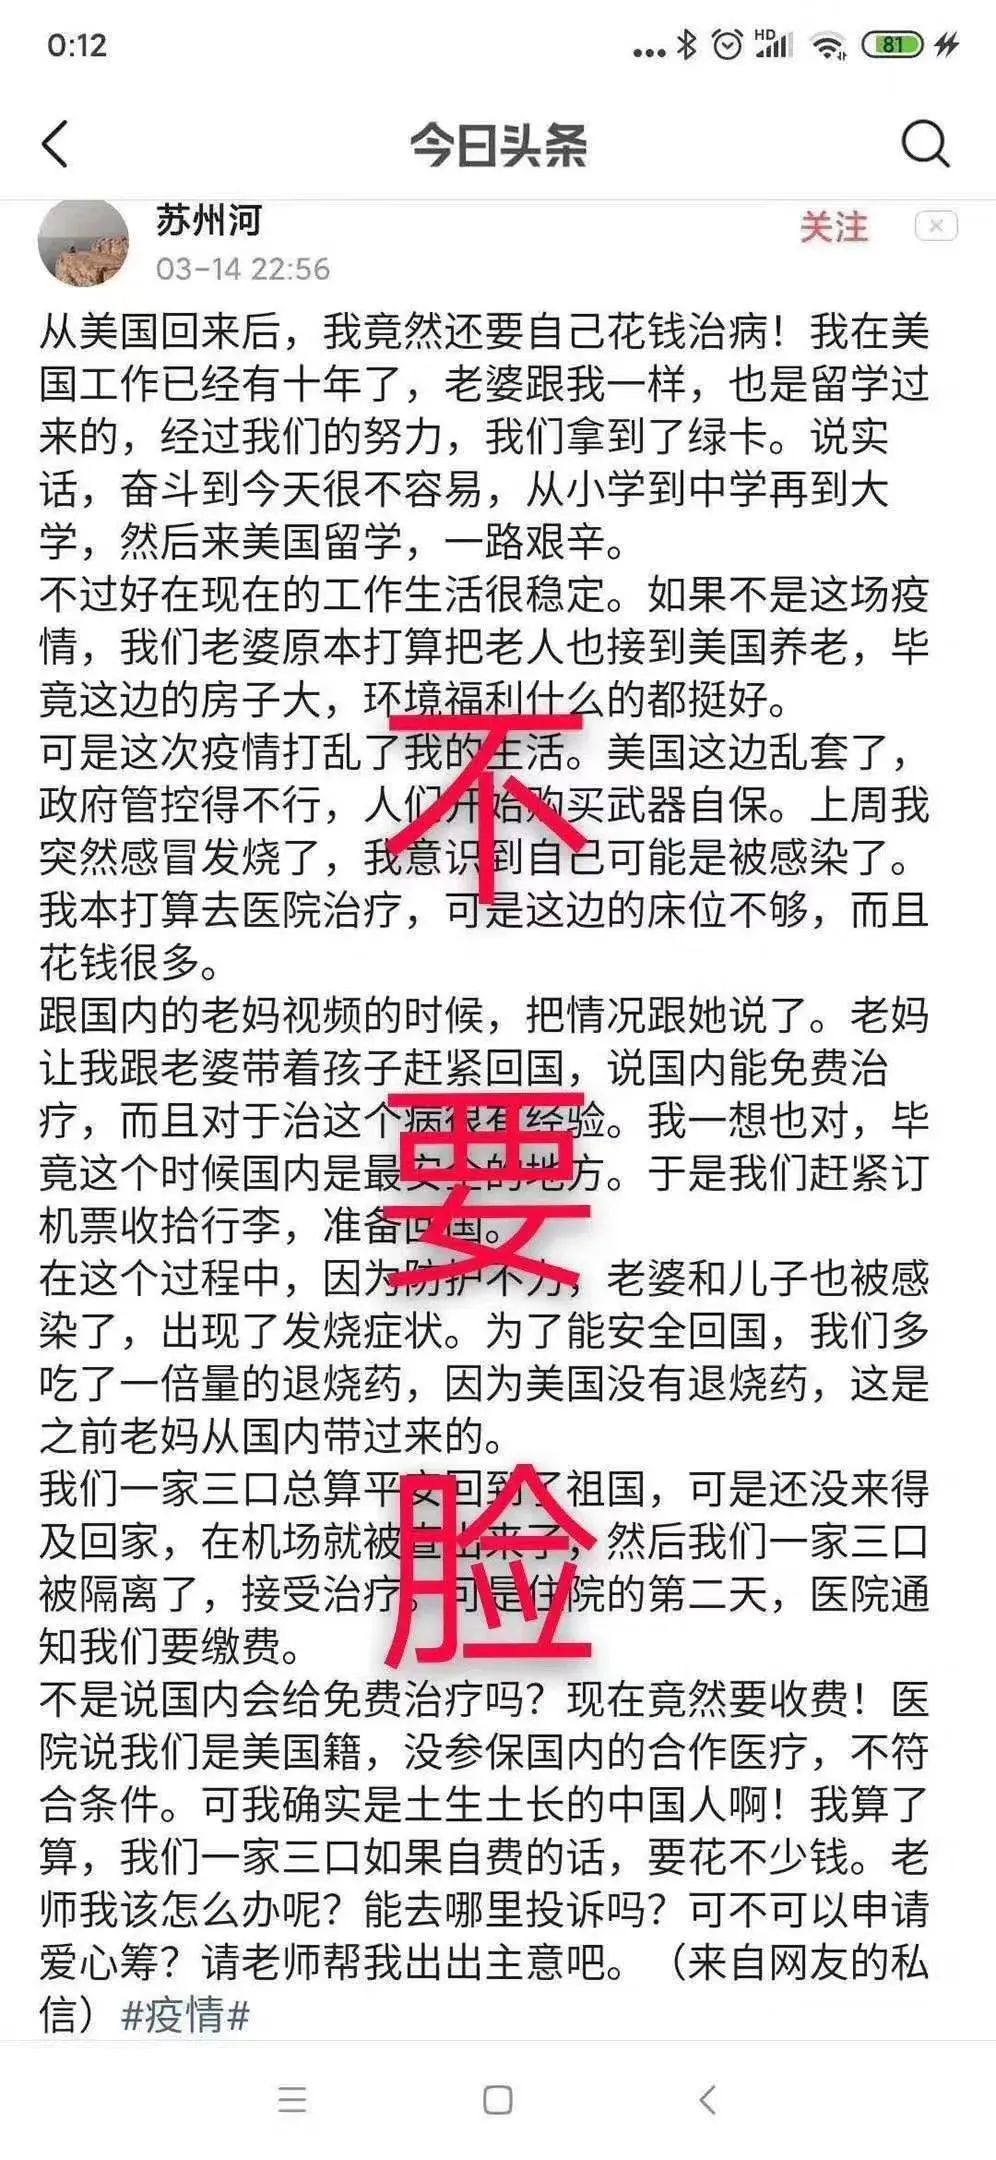 0:12
HD
81
今日头条
苏州河
关注
03-14 22:56
从美国回来后，我竟然还要自己花钱治病！我在美
国工作已经有十年了，老婆跟我一样，也是留学过
来的，经过我们的努力，我们拿到了绿卡。说实
话，奋斗到今天很不容易，从小学到中学再到大
学，然后来美国留学，一路艰辛。
不过好在现在的工作生活很稳定。如果不是这场疫
情，我们老婆原本打算把老人也接到美国养老，毕
竟这边的房子大，环境福利什么的都挺好。
可是这次疫情打乱了我的生活。美国这边乱套了，
政府管控得不行，人们开始购买武器自保。上周我
突然感冒发烧了，我意识到自己可能是被感染了。
我本打算去医院治疗，可是这边的床位不够，而且
花钱很多。
跟国内的老妈视频的时候，把情况跟她说了。老妈
让我跟老婆带着孩子赶紧回国，说国内能免费治
疗，而且对于治这个病很有经验。我一想也对，毕
竟这个时候国内是最安全的地方。于是我们赶紧订
机票收拾行李，准备回国。
在这个过程中，因为防护不力，老婆和儿子也被感
染了，出现了发烧症状。为了能安全回国，我们多
吃了一倍量的退烧药，因为美国没有退烧药，这是
之前老妈从国内带过来的。
我们一家三口总算平安回到了祖国，可是还没来得
及回家，在机场就被查出来了，然后我们一家三口
被隔离了，接受治疗。可是住院的第二天，医院通
知我们要缴费。
不是说国内会给免费治疗吗？现在竟然要收费！医
院说我们是美国籍，没参保国内的合作医疗，不符
合条件。可我确实是土生土长的中国人啊！我算了
算，我们一家三口如果自费的话，要花不少钱。老
师我该怎么办呢？能去哪里投诉吗？可不可以申请
爱心筹？请老师帮我出出主意吧。（来自网友的私
信）#疫情#
不
要
脸